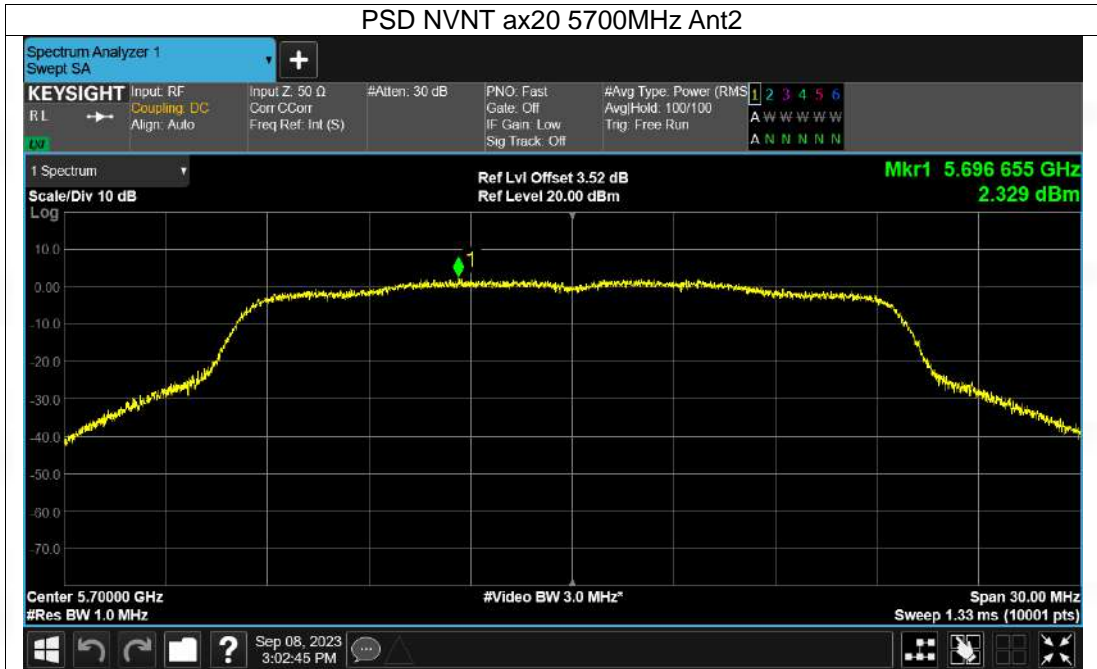 PSD NVNT ax20 5700MHz Ant2
Spectrum Analyzer 1
Swept SA
+
KEYSIGHT
R L
LXI
Input: RF
Coupling: DC
Align: Auto
Input Z: 50 Ω
Corr CCorr
Freq Ref: Int (S)
#Atten: 30 dB
PNO: Fast
Gate: Off
IF Gain: Low
Sig Track: Off
#Avg Type: Power (RMS
Avg|Hold: 100/100
Trig: Free Run
1 2 3 4 5 6
A W W W W W
A N N N N N
1 Spectrum
Scale/Div 10 dB
Log
Ref Lvl Offset 3.52 dB
Ref Level 20.00 dBm
Mkr1 5.696 655 GHz
2.329 dBm
10.0
0.00
-10.0
-20.0
-30.0
-40.0
-50.0
-60.0
-70.0
1
Center 5.70000 GHz
#Res BW 1.0 MHz
#Video BW 3.0 MHz*
Span 30.00 MHz
Sweep 1.33 ms (10001 pts)
?
Sep 08, 2023
3:02:45 PM